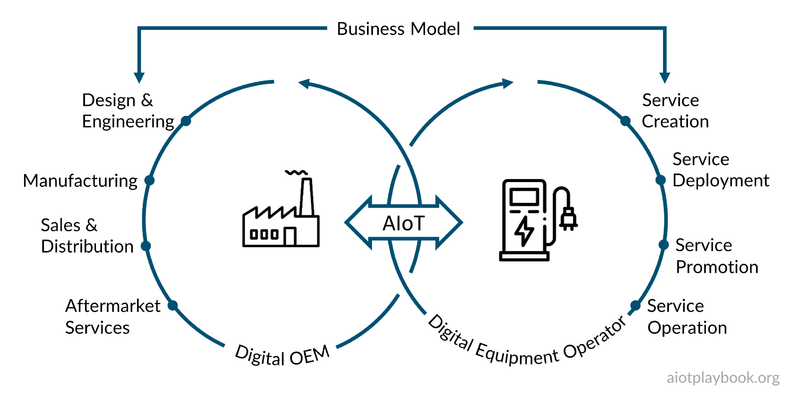 Business Model
Design &
Engineering
Manufacturing
Sales &
Distribution
Aftermarket
Services
Digital OEM
AIoT
Service
Creation
Service
Deployment
Service
Promotion
Service
Operation
Digital Equipment Operator
aiotplaybook.org